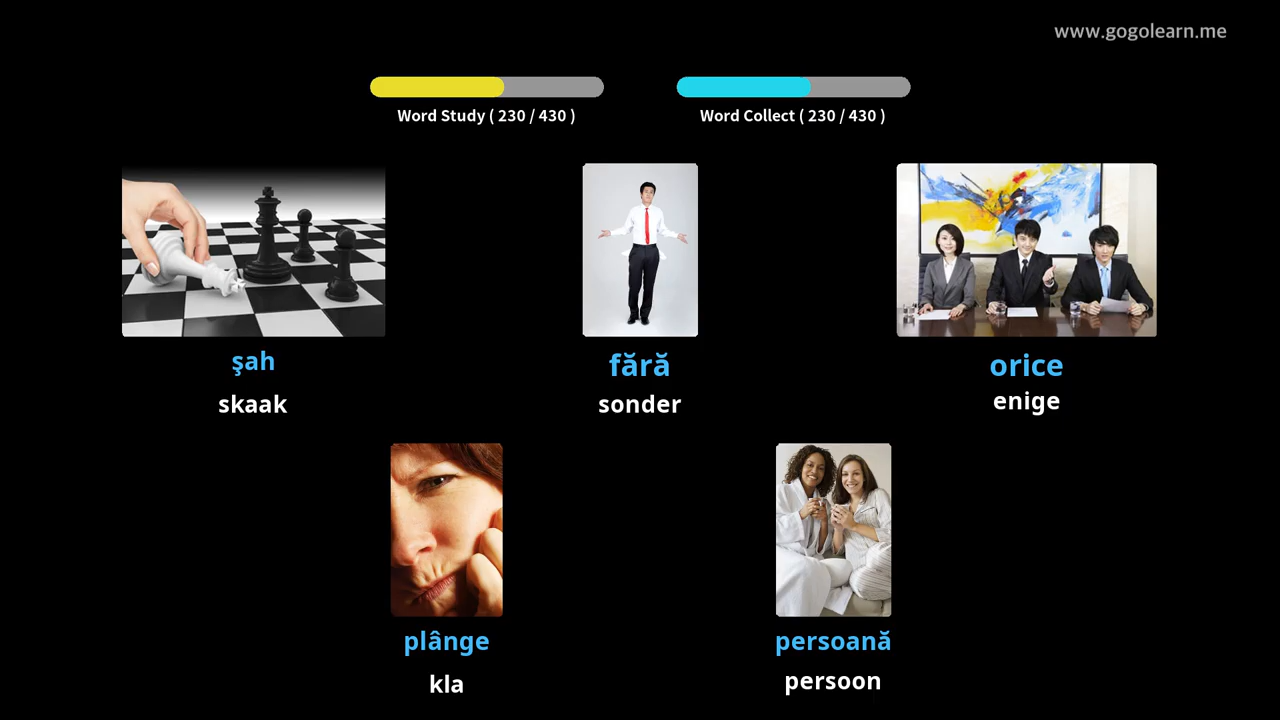 www.gogolearn.me
Word Study ( 230 / 430 )
Word Collect ( 230 / 430 )
şah
skaak
fără
sonder
orice
enige
plânge
kla
persoană
persoon